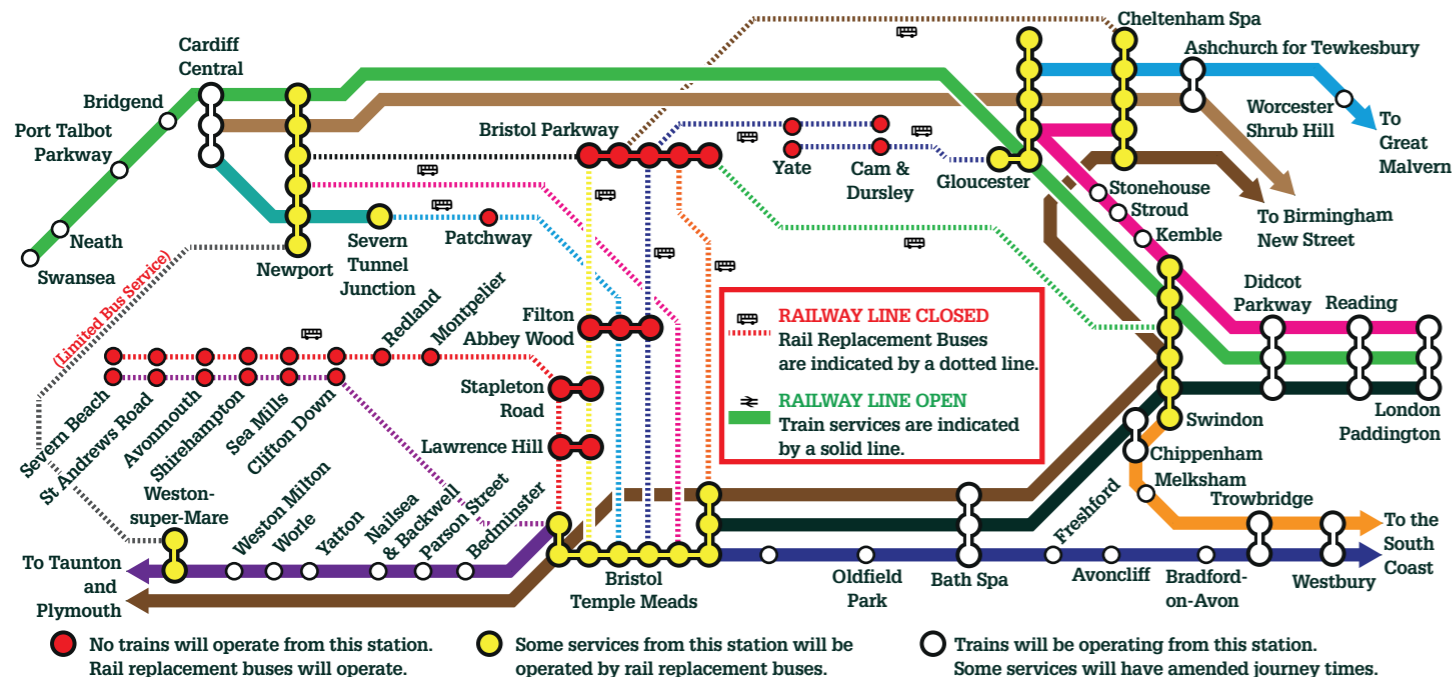 Cheltenham Spa
Cardiff
Central
Ashchurch for Tewkesbury
Bridgend
Worcester
Shrub Hill
To
Great
Malvern
Port Talbot
Parkway
Bristol Parkway
Yate
Cam &
Dursley
Gloucester
Stonehouse
Stroud
Kemble
To Birmingham
New Street
Neath
Swansea
Newport
Severn
Tunnel
Junction
Patchway
(Limited Bus Service)
Redland
Montpelier
Filton
Abbey Wood
Didcot
Parkway
Reading
RAILWAY LINE CLOSED
Rail Replacement Buses
are indicated by a dotted line.
RAILWAY LINE OPEN
Train services are indicated
by a solid line.
Stapleton
Road
Lawrence Hill
Severn Beach
St Andrews Road
Avonmouth
Shirehampton
Sea Mills
Clifton Down
Swindon
London
Paddington
Chippenham
Melksham
Trowbridge
Weston-
super-Mare
Weston Milton
Worle
Yatton
Nailsea
& Backwell
Parson Street
Bedminster
Freshford
To the
South
Coast
To Taunton
and
Plymouth
Bristol
Temple Meads
Oldfield
Park
Bath Spa
Avoncliff
Bradford-
on-Avon
Westbury
No trains will operate from this station.
Rail replacement buses will operate.
Some services from this station will be
operated by rail replacement buses.
Trains will be operating from this station.
Some services will have amended journey times.